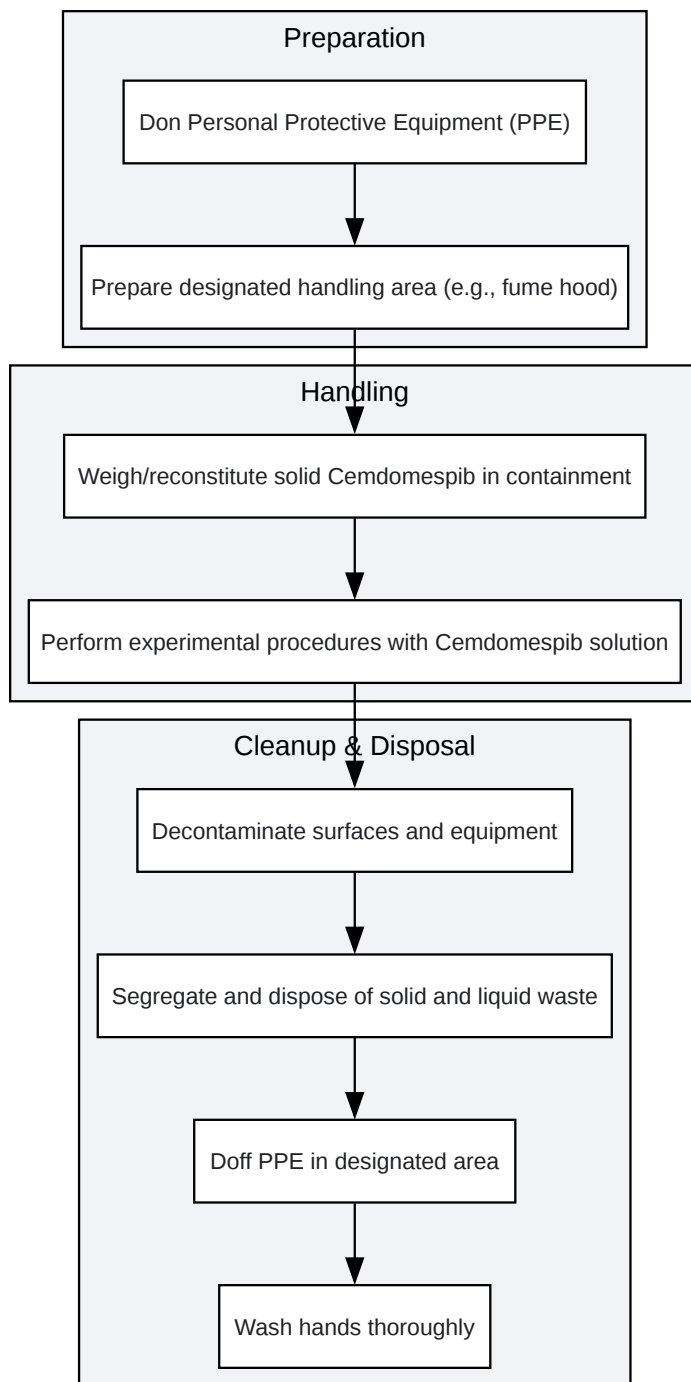 Preparation
Don Personal Protective Equipment (PPE)
Prepare designated handling area (e.g., fume hood)
Handling
Weigh/reconstitute solid Cemdomespib in containment
Perform experimental procedures with Cemdomespib solution
Cleanup & Disposal
Decontaminate surfaces and equipment
Segregate and dispose of solid and liquid waste
Doff PPE in designated area
Wash hands thoroughly